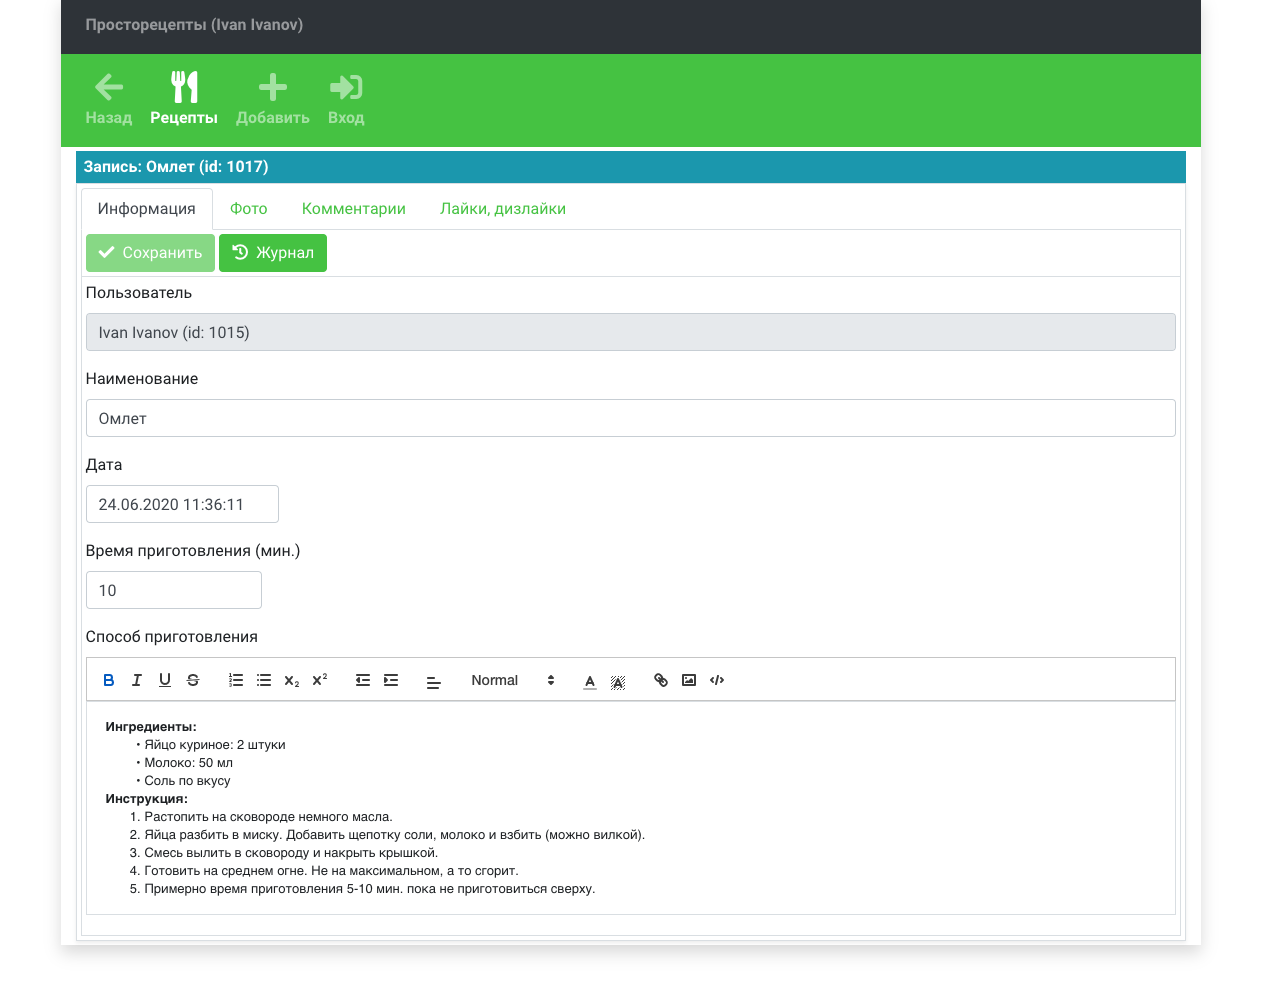 Просторецепты (Ivan Ivanov)
Назад Рецепты Добавить Вход
Запись: Омлет (id: 1017)
Информация Фото Комментарии Лайки, дизлайки
Сохранить Журнал
Пользователь
Ivan Ivanov (id: 1015)
Наименование
Омлет
Дата
24.06.2020 11:36:11
Время приготовления (мин.)
10
Способ приготовления
B I U S x₂ x² Normal A A
Ингредиенты:
• Яйцо куриное: 2 штуки
• Молоко: 50 мл
• Соль по вкусу
Инструкция:
1. Растопить на сковороде немного масла.
2. Яйца разбить в миску. Добавить щепотку соли, молоко и взбить (можно вилкой).
3. Смесь вылить в сковороду и накрыть крышкой.
4. Готовить на среднем огне. Не на максимальном, а то сгорит.
5. Примерно время приготовления 5-10 мин. пока не приготовиться сверху.